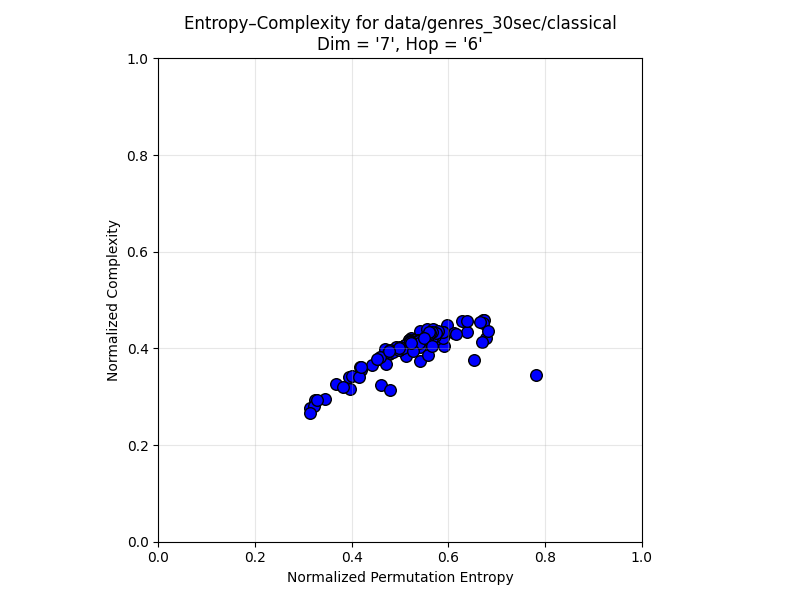 Entropy–Complexity for data/genres_30sec/classical
Dim = '7', Hop = '6'
1.0
0.8
0.6
0.4
0.2
0.0
Normalized Complexity
0.0 0.2 0.4 0.6 0.8 1.0
Normalized Permutation Entropy